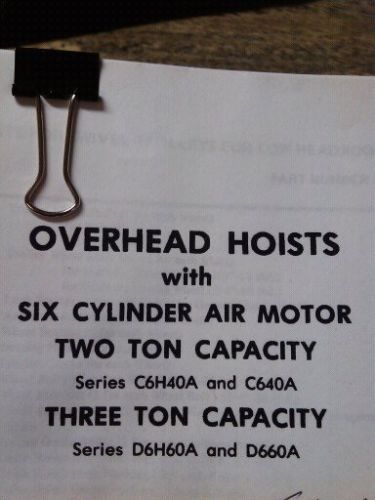 OVERHEAD HOISTS
with
SIX CYLINDER AIR MOTOR
TWO TON CAPACITY
Series C6H40A and C640A
THREE TON CAPACITY
Series D6H60A and D660A